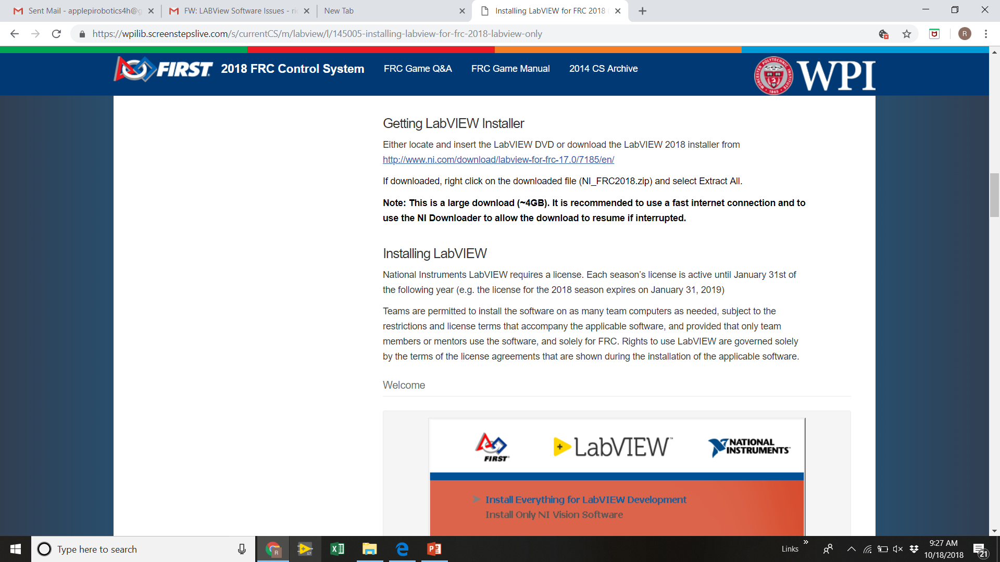 Sent Mail - applepirobotics4h@g
FW: LABView Software Issues - ri
New Tab
Installing LabVIEW for FRC 2018
https://wpilib.screenstepslive.com/s/currentCS/m/labview/l/145005-installing-labview-for-frc-2018-labview-only
R
FIRST
2018 FRC Control System
FRC Game Q&A
FRC Game Manual
2014 CS Archive
WORCESTER POLYTECHNIC INSTITUTE
1865
WPI
Getting LabVIEW Installer
Either locate and insert the LabVIEW DVD or download the LabVIEW 2018 installer from
http://www.ni.com/download/labview-for-frc-17.0/7185/en/
If downloaded, right click on the downloaded file (NI_FRC2018.zip) and select Extract All.
Note: This is a large download (~4GB). It is recommended to use a fast internet connection and to
use the NI Downloader to allow the download to resume if interrupted.
Installing LabVIEW
National Instruments LabVIEW requires a license. Each season’s license is active until January 31st of
the following year (e.g. the license for the 2018 season expires on January 31, 2019)
Teams are permitted to install the software on as many team computers as needed, subject to the
restrictions and license terms that accompany the applicable software, and provided that only team
members or mentors use the software, and solely for FRC. Rights to use LabVIEW are governed solely
by the terms of the license agreements that are shown during the installation of the applicable software.
Welcome
FIRST
LabVIEW™
NATIONAL
INSTRUMENTS™
Install Everything for LabVIEW Development
Install Only NI Vision Software
Type here to search
R
17
Links
9:27 AM
10/18/2018
21